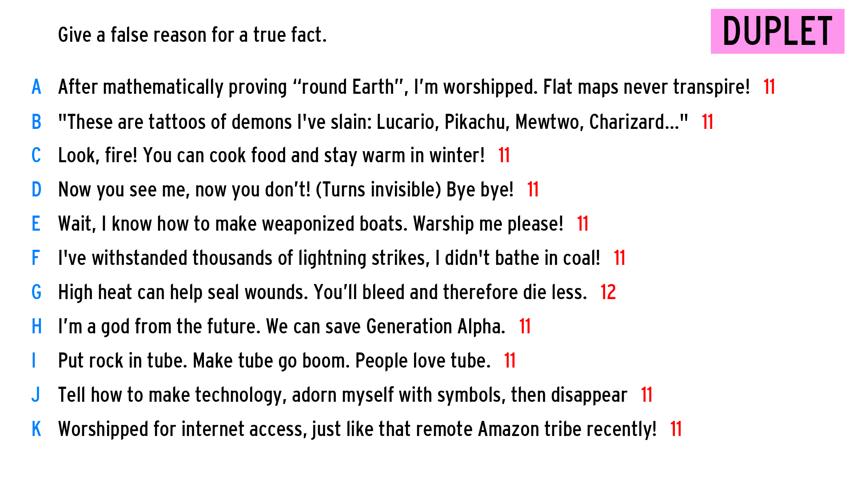 Give a false reason for a true fact.
DUPLET
A After mathematically proving “round Earth”, I’m worshipped. Flat maps never transpire! 11
B "These are tattoos of demons I've slain: Lucario, Pikachu, Mewtwo, Charizard..." 11
C Look, fire! You can cook food and stay warm in winter! 11
D Now you see me, now you don’t! (Turns invisible) Bye bye! 11
E Wait, I know how to make weaponized boats. Warship me please! 11
F I've withstanded thousands of lightning strikes, I didn't bathe in coal! 11
G High heat can help seal wounds. You’ll bleed and therefore die less. 12
H I’m a god from the future. We can save Generation Alpha. 11
I Put rock in tube. Make tube go boom. People love tube. 11
J Tell how to make technology, adorn myself with symbols, then disappear 11
K Worshipped for internet access, just like that remote Amazon tribe recently! 11